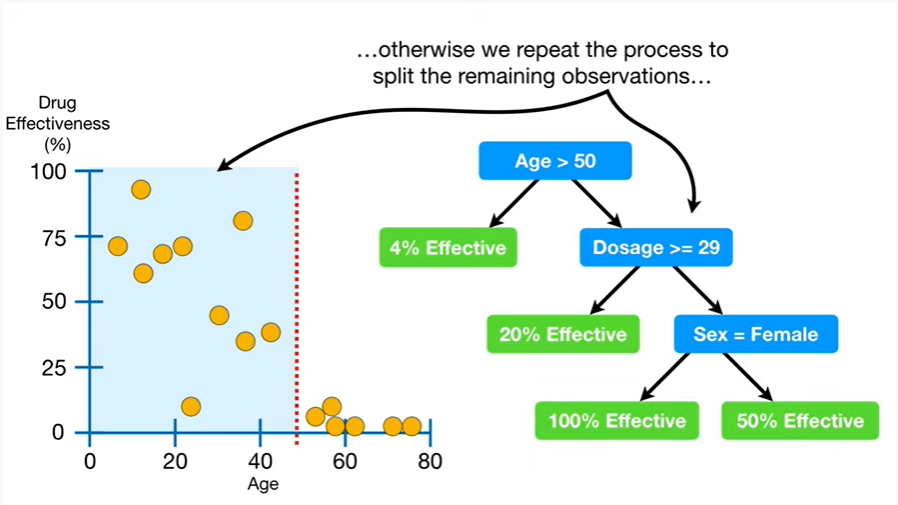 …otherwise we repeat the process to
split the remaining observations…
Drug
Effectiveness
(%)
100
75
50
25
0
0
20
40
60
80
Age
Age > 50
4% Effective
Dosage >= 29
20% Effective
Sex = Female
100% Effective
50% Effective